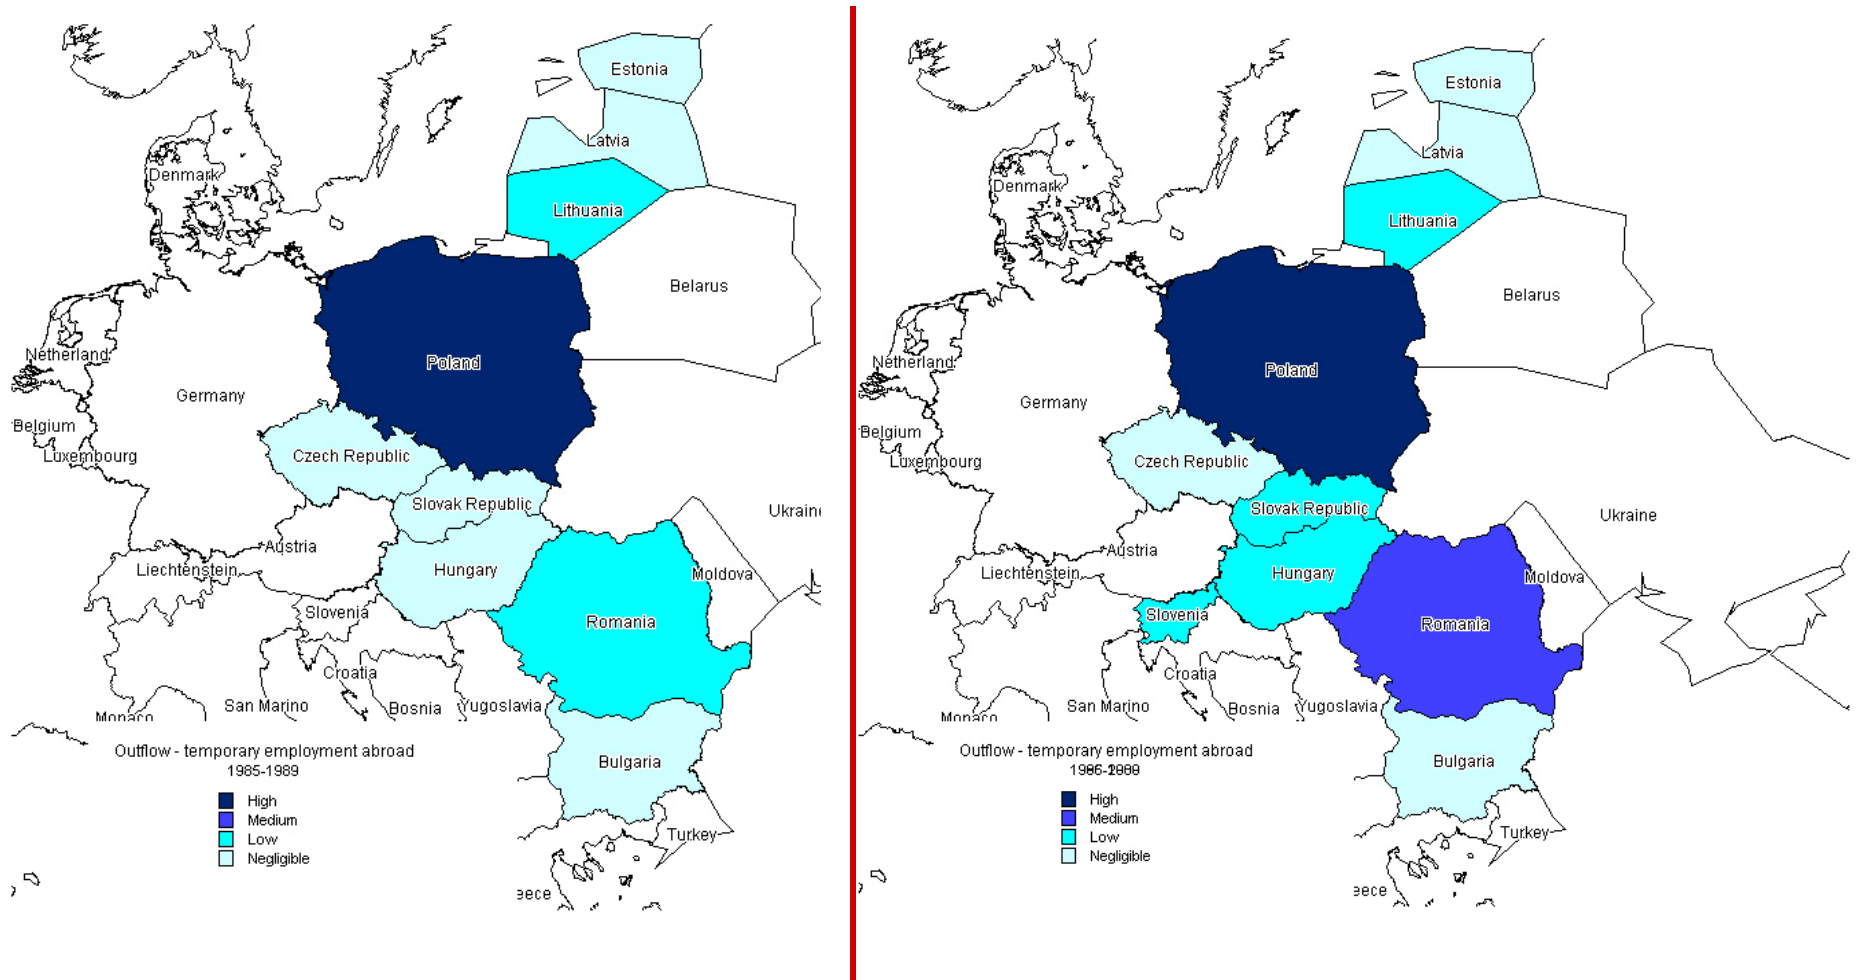 Estonia
Latvia
Denmark
Lithuania
Belarus
Netherland
Poland
Germany
Belgium
Luxembourg
Czech Republic
Slovak Republic
Ukrain
Austria
Liechtenstein
Hungary
Moldova
Slovenia
Romania
Croatia
San Marino
Bosnia
Yugoslavia
Monaco
Outflow - temporary employment abroad
1985-1989
Bulgaria
High
Medium
Low
Negligible
Turkey
eece
Estonia
Latvia
Denmark
Lithuania
Belarus
Netherland
Poland
Germany
Belgium
Luxembourg
Czech Republic
Slovak Republic
Ukraine
Austria
Liechtenstein
Hungary
Moldova
Slovenia
Romania
Croatia
San Marino
Bosnia
Yugoslavia
Monaco
Outflow - temporary employment abroad
Bulgaria
High
Medium
Low
Negligible
Turkey
eece